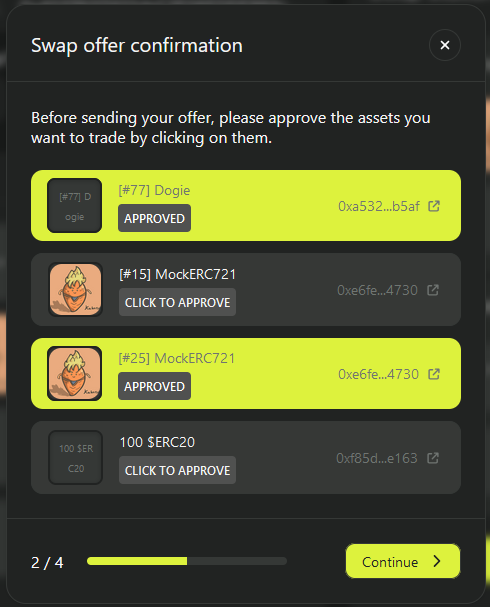 Swap offer confirmation
Before sending your offer, please approve the assets you
want to trade by clicking on them.
[#77] D
ogie
[#77] Dogie
APPROVED
0xa532...b5af
[#15] MockERC721
CLICK TO APPROVE
0xe6fe...4730
[#25] MockERC721
APPROVED
0xe6fe...4730
100 $ER
C20
100 $ERC20
CLICK TO APPROVE
0xf85d...e163
2 / 4
Continue